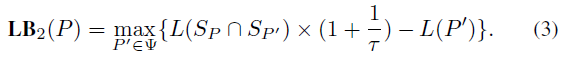 LB₂(P) = max_{P′∈Ψ} {L(S_P ∩ S_{P′}) × (1 + 1/τ) − L(P′)}. (3)